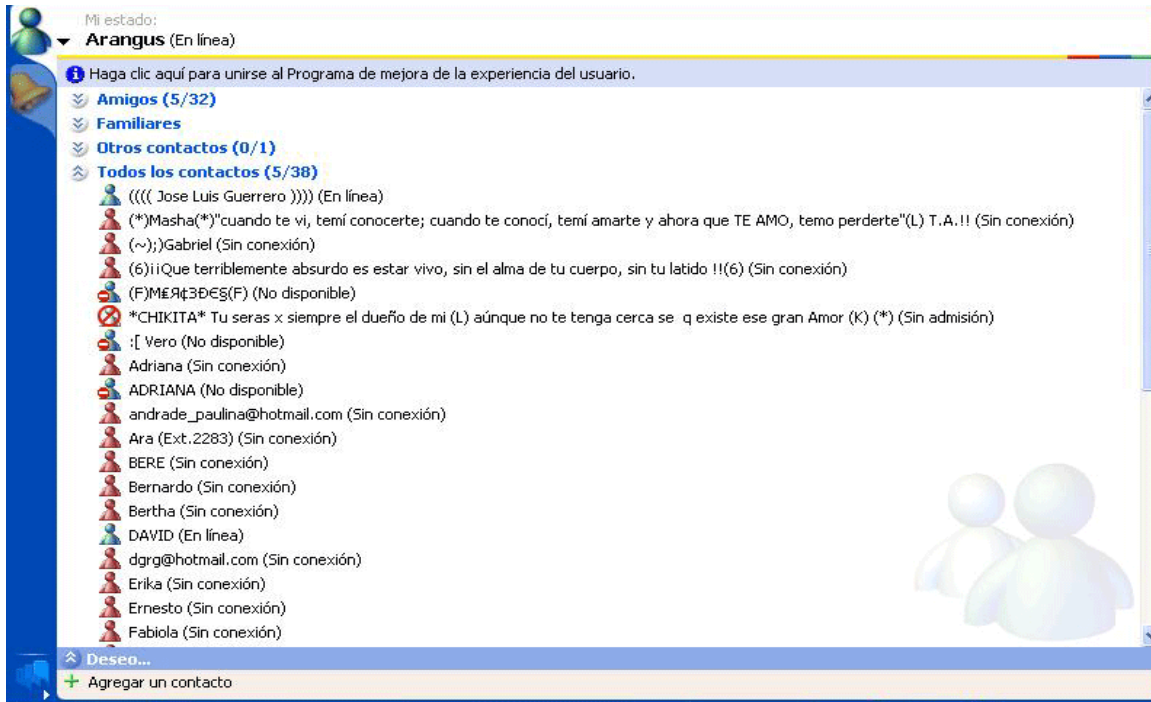 Mi estado:
Arangus (En línea)
Haga clic aquí para unirse al Programa de mejora de la experiencia del usuario.
Amigos (5/32)
Familiares
Otros contactos (0/1)
Todos los contactos (5/38)
(((( Jose Luis Guerrero )))) (En línea)
(*)Masha(*)"cuando te vi, temí conocerte; cuando te conocí, temí amarte y ahora que TE AMO, temo perderte"(L) T.A.!! (Sin conexión)
(~);)Gabriel (Sin conexión)
(6)¡¡Que terriblemente absurdo es estar vivo, sin el alma de tu cuerpo, sin tu latido !!(6) (Sin conexión)
(F)M₤Я¢3Ð€§(F) (No disponible)
*CHIKITA* Tu seras x siempre el dueño de mi (L) aúnque no te tenga cerca se  q existe ese gran Amor (K) (*) (Sin admisión)
:[ Vero (No disponible)
Adriana (Sin conexión)
ADRIANA (No disponible)
andrade_paulina@hotmail.com (Sin conexión)
Ara (Ext.2283) (Sin conexión)
BERE (Sin conexión)
Bernardo (Sin conexión)
Bertha (Sin conexión)
DAVID (En línea)
dgrg@hotmail.com (Sin conexión)
Erika (Sin conexión)
Ernesto (Sin conexión)
Fabiola (Sin conexión)
Deseo...
Agregar un contacto